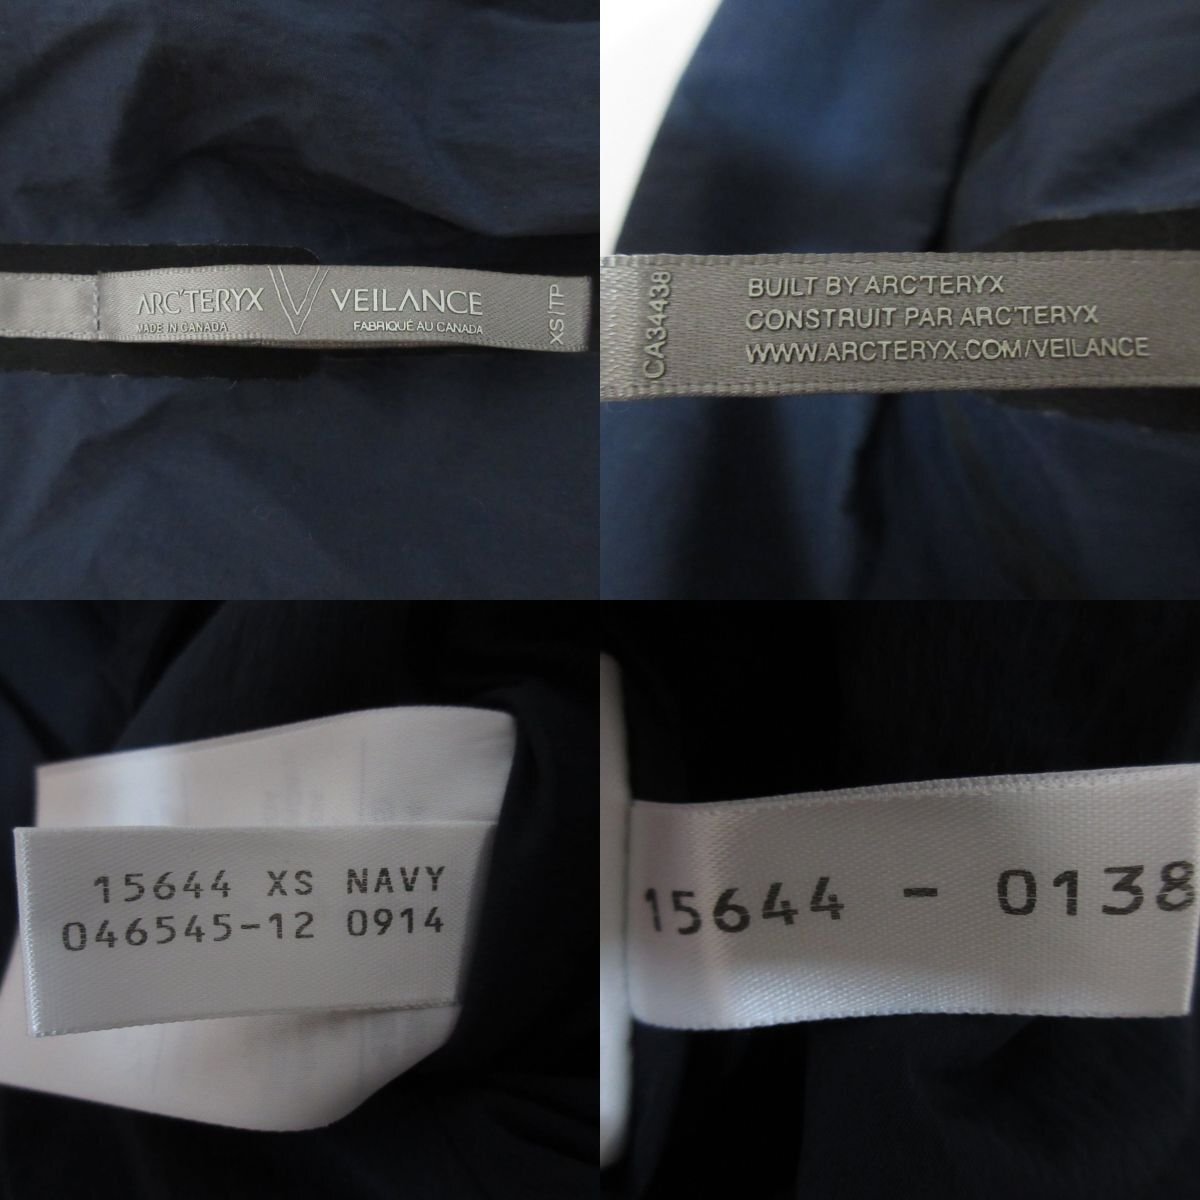 ARC'TERYX VEILANCE
MADE IN CANADA FABRIQUÉ AU CANADA
XS/TP
CA34438
BUILT BY ARC'TERYX
CONSTRUIT PAR ARC'TERYX
WWW.ARCTERYX.COM/VEILANCE
15644 XS NAVY
046545-12 0914
15644 - 0138